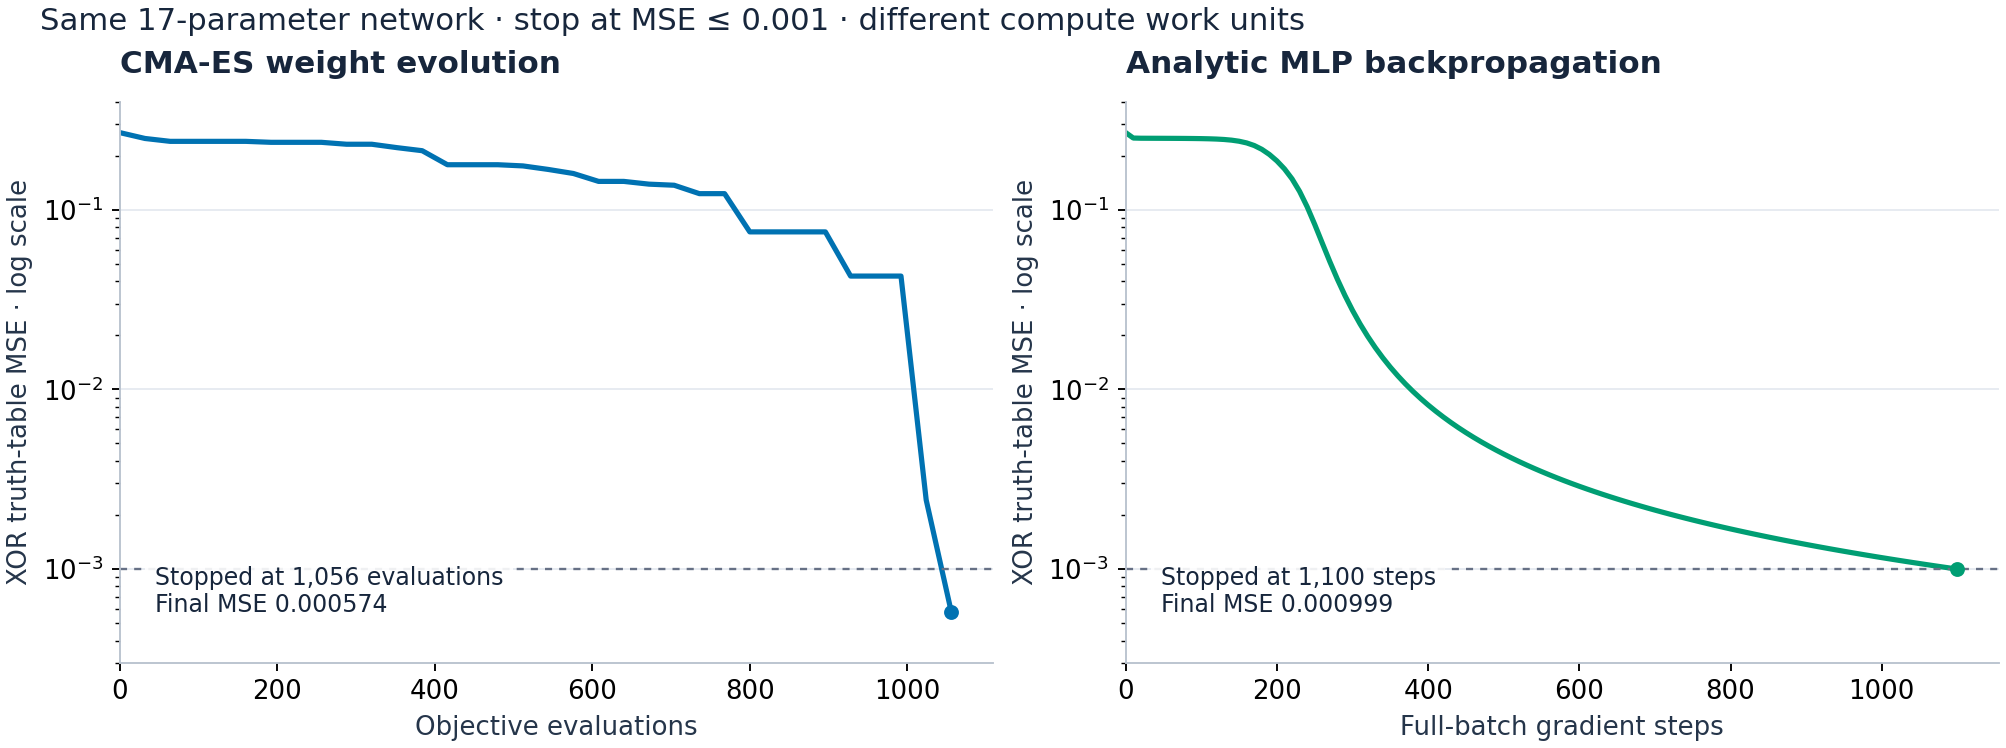 Same 17-parameter network · stop at MSE ≤ 0.001 · different compute work units
CMA-ES weight evolution
XOR truth-table MSE · log scale
10⁻¹
10⁻²
10⁻³
Stopped at 1,056 evaluations
Final MSE 0.000574
0 200 400 600 800 1000
Objective evaluations
Analytic MLP backpropagation
XOR truth-table MSE · log scale
10⁻¹
10⁻²
10⁻³
Stopped at 1,100 steps
Final MSE 0.000999
0 200 400 600 800 1000
Full-batch gradient steps